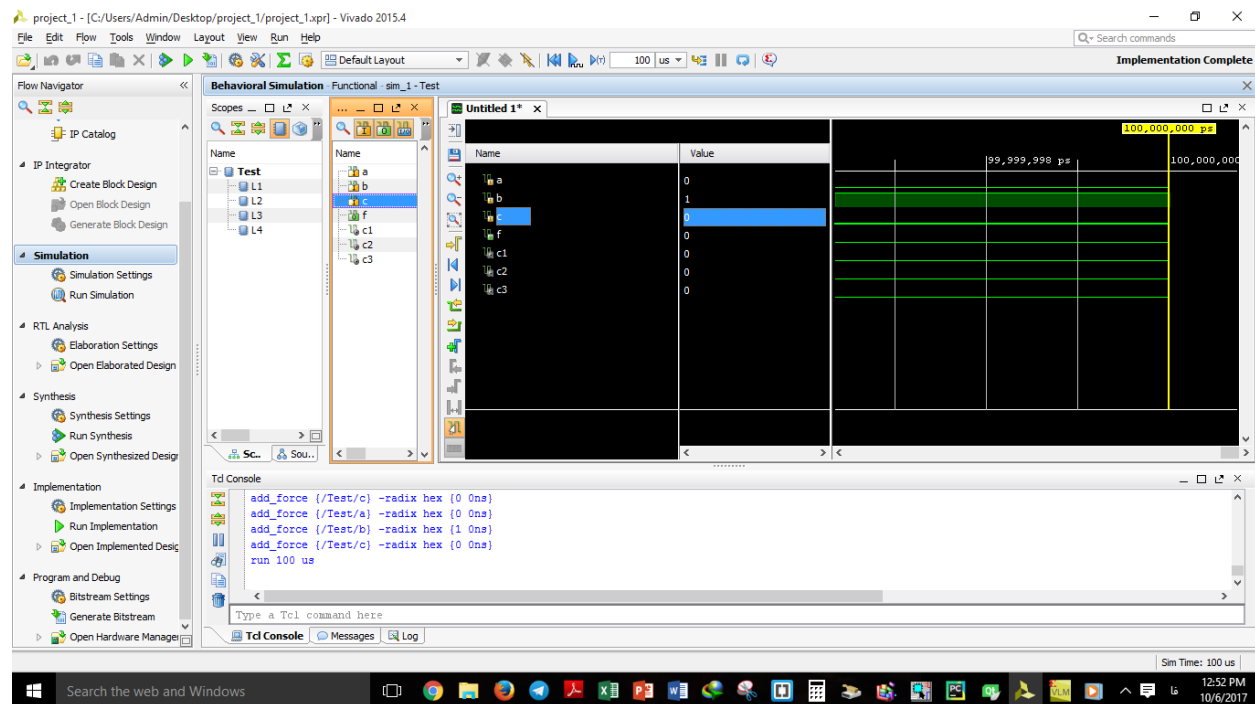 project_1 - [C:/Users/Admin/Desktop/project_1/project_1.xpr] - Vivado 2015.4
File Edit Flow Tools Window Layout View Run Help
Search commands
Default Layout
100 us
Implementation Complete
Flow Navigator
IP Catalog
IP Integrator
Create Block Design
Open Block Design
Generate Block Design
Simulation
Simulation Settings
Run Simulation
RTL Analysis
Elaboration Settings
Open Elaborated Design
Synthesis
Synthesis Settings
Run Synthesis
Open Synthesized Desigr
Implementation
Implementation Settings
Run Implementation
Open Implemented Desig
Program and Debug
Bitstream Settings
Generate Bitstream
Open Hardware Manager
Behavioral Simulation - Functional - sim_1 - Test
Scopes
Name
Test
L1
L2
L3
L4
Sc..
Sou..
...
Name
a
b
c
f
c1
c2
c3
Untitled 1*
Name Value
a 0
b 1
c 0
f 0
c1 0
c2 0
c3 0
100,000,000 ps
99,999,998 ps
100,000,000
Tcl Console
add_force {/Test/c} -radix hex {0 0ns}
add_force {/Test/a} -radix hex {0 0ns}
add_force {/Test/b} -radix hex {1 0ns}
add_force {/Test/c} -radix hex {0 0ns}
run 100 us
Type a Tcl command here
Tcl Console Messages Log
Sim Time: 100 us
Search the web and Windows
فا
12:52 PM
10/6/2017